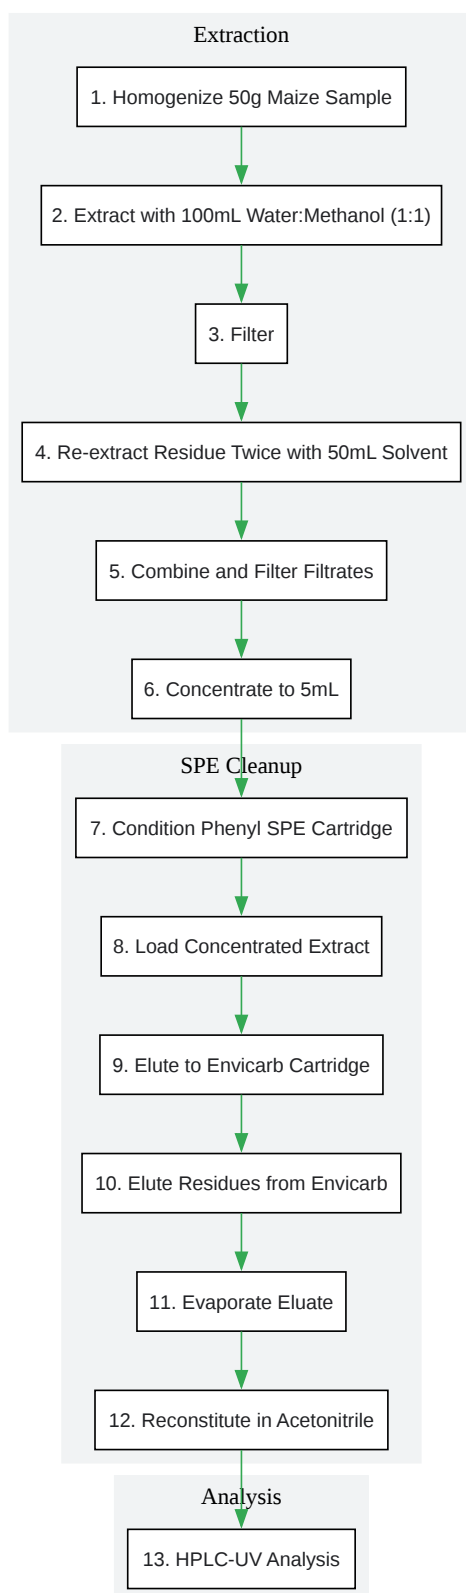 Extraction
1. Homogenize 50g Maize Sample
2. Extract with 100mL Water:Methanol (1:1)
3. Filter
4. Re-extract Residue Twice with 50mL Solvent
5. Combine and Filter Filtrates
6. Concentrate to 5mL
SPE Cleanup
7. Condition Phenyl SPE Cartridge
8. Load Concentrated Extract
9. Elute to Envicarb Cartridge
10. Elute Residues from Envicarb
11. Evaporate Eluate
12. Reconstitute in Acetonitrile
Analysis
13. HPLC-UV Analysis